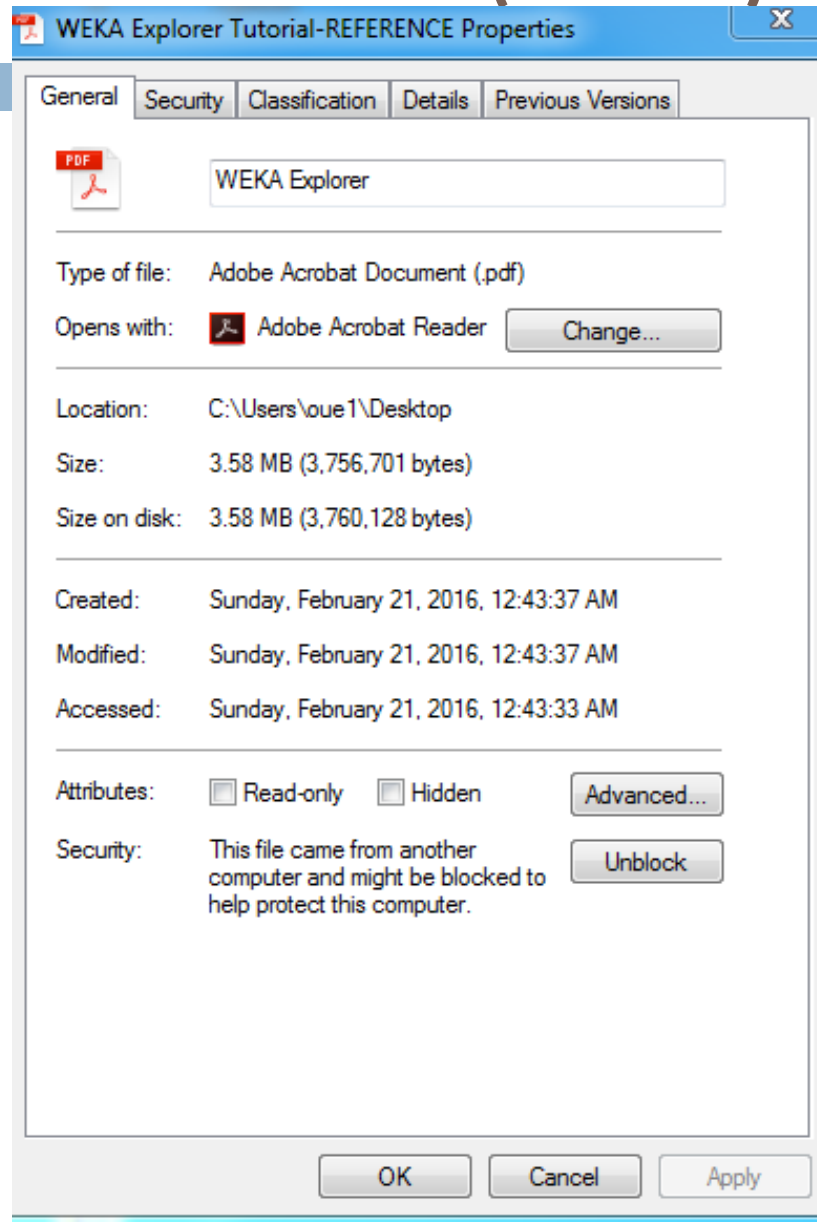 WEKA Explorer Tutorial-REFERENCE Properties
General Security Classification Details Previous Versions
PDF
WEKA Explorer
Type of file: Adobe Acrobat Document (.pdf)
Opens with: Adobe Acrobat Reader Change...
Location: C:\Users\oue1\Desktop
Size: 3.58 MB (3,756,701 bytes)
Size on disk: 3.58 MB (3,760,128 bytes)
Created: Sunday, February 21, 2016, 12:43:37 AM
Modified: Sunday, February 21, 2016, 12:43:37 AM
Accessed: Sunday, February 21, 2016, 12:43:33 AM
Attributes: Read-only Hidden Advanced...
Security: This file came from another
computer and might be blocked to
help protect this computer.
Unblock
OK Cancel Apply